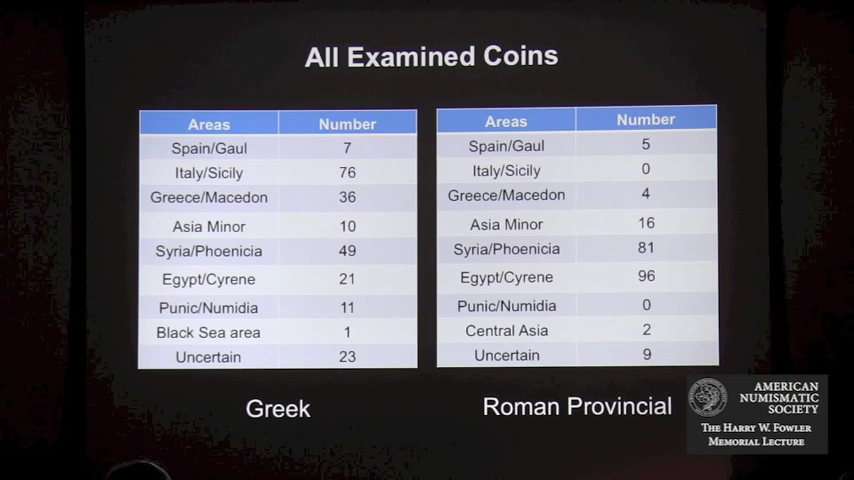 All Examined Coins
Areas Number
Spain/Gaul 7
Italy/Sicily 76
Greece/Macedon 36
Asia Minor 10
Syria/Phoenicia 49
Egypt/Cyrene 21
Punic/Numidia 11
Black Sea area 1
Uncertain 23
Greek
Areas Number
Spain/Gaul 5
Italy/Sicily 0
Greece/Macedon 4
Asia Minor 16
Syria/Phoenicia 81
Egypt/Cyrene 96
Punic/Numidia 0
Central Asia 2
Uncertain 9
Roman Provincial
AMERICAN
NUMISMATIC
SOCIETY
THE HARRY W. FOWLER
MEMORIAL LECTURE